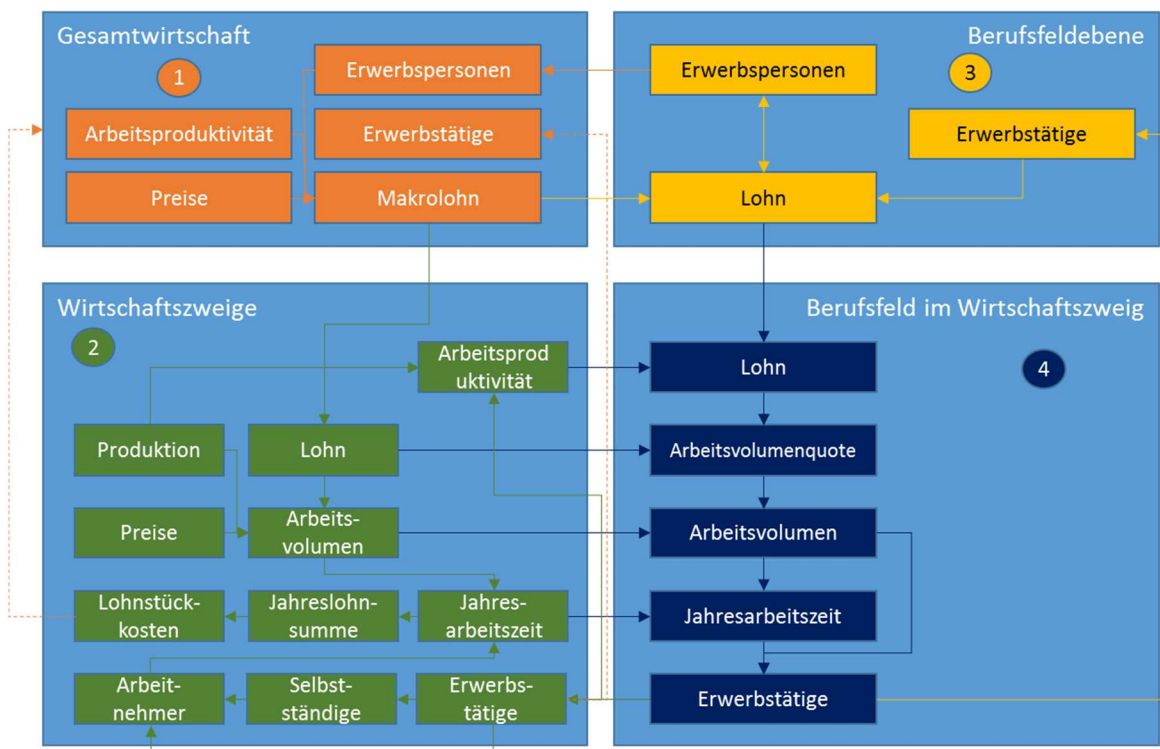 Gesamtwirtschaft
1
Erwerbspersonen
Arbeitsproduktivität
Erwerbstätige
Preise
Makrolohn
Berufsfeldebene
3
Erwerbspersonen
Erwerbstätige
Lohn
Wirtschaftszweige
2
Arbeitsprod
uktivität
Produktion
Lohn
Preise
Arbeits-
volumen
Lohnstück-
kosten
Jahreslohn-
summe
Jahres-
arbeitszeit
Arbeit-
nehmer
Selbst-
ständige
Erwerbs-
tätige
Berufsfeld im Wirtschaftszweig
4
Lohn
Arbeitsvolumenquote
Arbeitsvolumen
Jahresarbeitszeit
Erwerbstätige